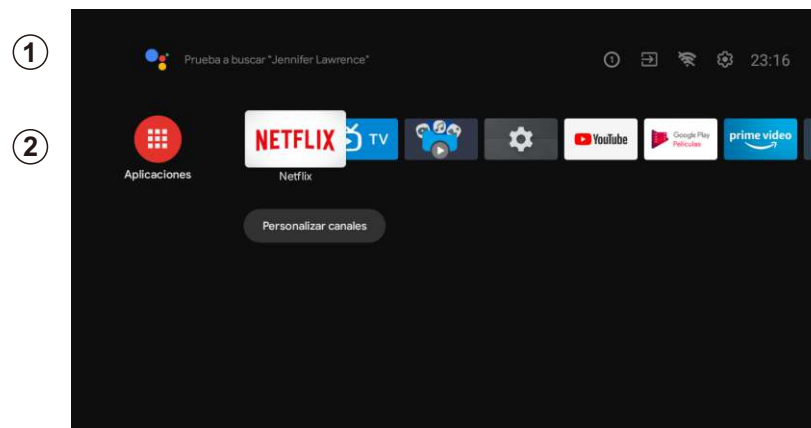 1
Prueba a buscar "Jennifer Lawrence"
1
23:16
2
NETFLIX
TV
YouTube
Google Play
Películas
prime video
Aplicaciones
Netflix
Personalizar canales